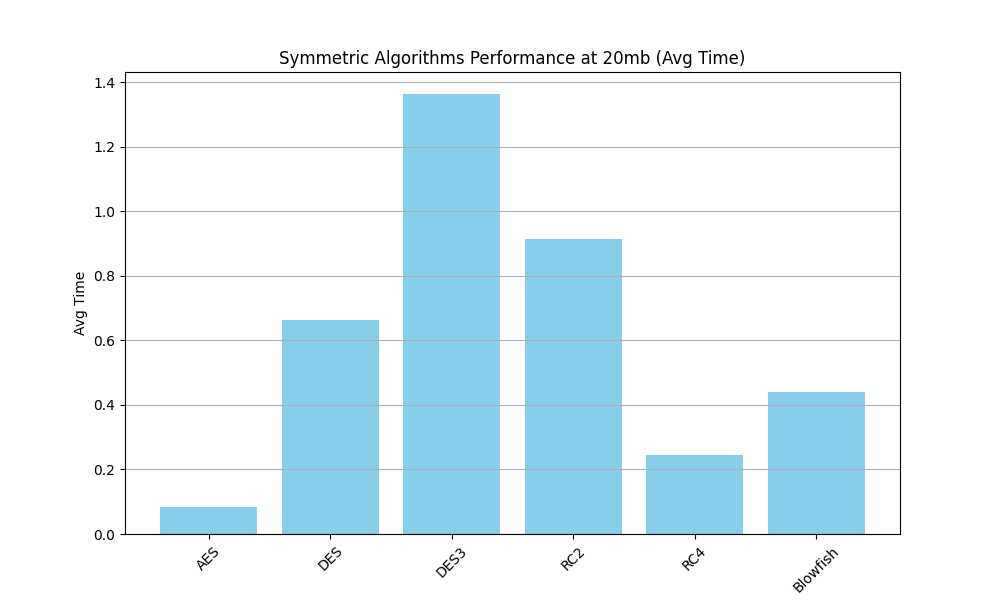 Symmetric Algorithms Performance at 20mb (Avg Time)
Avg Time
1.4
1.2
1.0
0.8
0.6
0.4
0.2
0.0
AES
DES
DES3
RC2
RC4
Blowfish